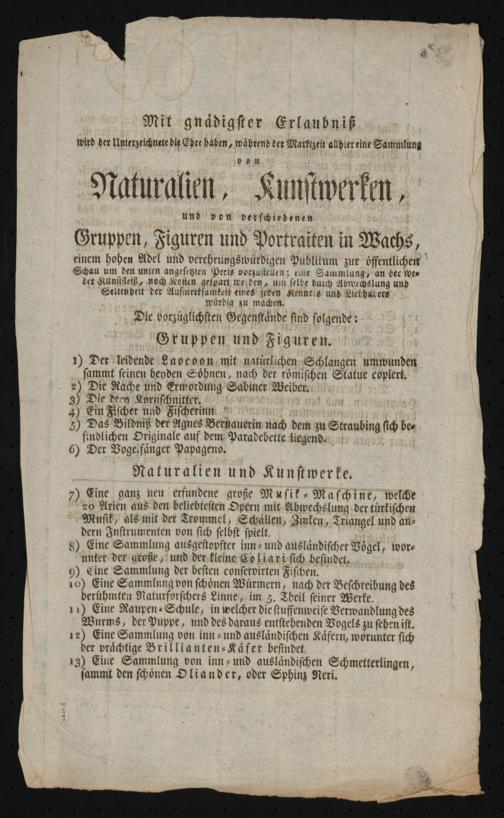 Mit gnädigster Erlaubniß
wird der Unterzeichnete die Ehre haben, während der Marktzeit allhier eine Sammlung
von
Naturalien, Kunstwerken,
und von verschiedenen
Gruppen, Figuren und Portraiten in Wachs,
einem hohen Adel und verehrungswürdigen Publikum zur öffentlichen
Schau um den unten angesetzten Preis vorzustellen; eine Sammlung, an der we-
der Kunstfleiß, noch Kosten gespart werden, um selbe durch Abwechslung und
Seltenheit der Aufmerksamkeit eines jeden Kenners und Liebhabers
würdig zu machen.
Die vorzüglichsten Gegenstände sind folgende:
Gruppen und Figuren.
1) Der leidende Laocoon mit natürlichen Schlangen umwunden
sammt seinen beyden Söhnen, nach der römischen Statue copiert.
2) Die Rache und Ermordung Sabiner Weiber.
3) Die drey Kornschnitter.
4) Ein Fischer und Fischerinn.
5) Das Bildniß der Agnes Bernauerin nach dem zu Straubing sich be-
findlichen Originale auf dem Paradebette liegend.
6) Der Vogelfänger Papageno.
Naturalien und Kunstwerke.
7) Eine ganz neu erfundene große Musik-Maschine, welche
20 Arien aus den beliebtesten Opern mit Abwechslung der türkischen
Musik, als mit der Trommel, Schällen, Zinken, Triangel und an-
dern Instrumenten von sich selbst spielt.
8) Eine Sammlung ausgestopfter inn- und ausländischer Vögel, wor-
unter der große, und der kleine Coliari sich befindet.
9) Eine Sammlung der besten conservirten Fischen.
10) Eine Sammlung von schönen Würmern, nach der Beschreibung des
berühmten Naturforschers Linne, im 5. Theil seiner Werke.
11) Eine Raupen-Schule, in welcher die stuffenweise Verwandlung des
Wurms, der Puppe, und des daraus entstehenden Vogels zu sehen ist.
12) Eine Sammlung von inn- und ausländischen Käfern, worunter sich
der prächtige Brillianten-Käfer befindet.
13) Eine Sammlung von inn- und ausländischen Schmetterlingen,
sammt den schönen Oliander, oder Sphinx Neri.